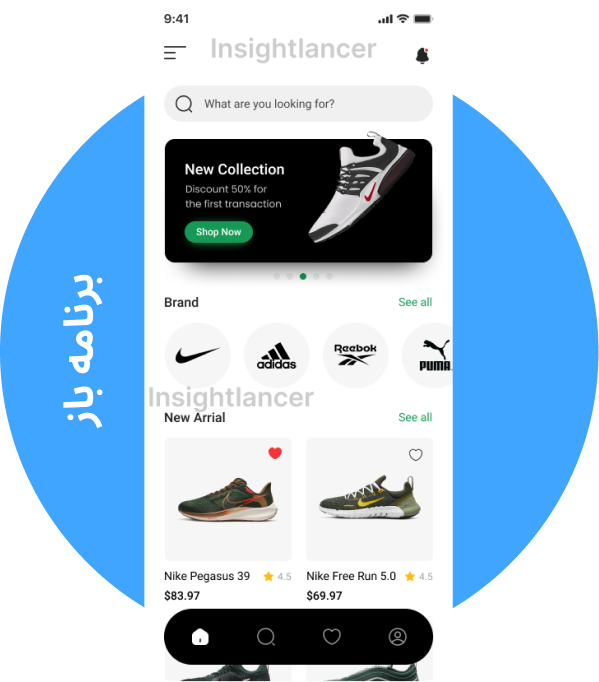 9:41
Insightlancer
What are you looking for?
New Collection
Discount 50% for
the first transaction
Shop Now
برنامه باز
Brand
See all
adidas
Reebok
PUMA
Insightlancer
New Arrial
See all
Nike Pegasus 39
4.5
Nike Free Run 5.0
4.5
$83.97
$69.97